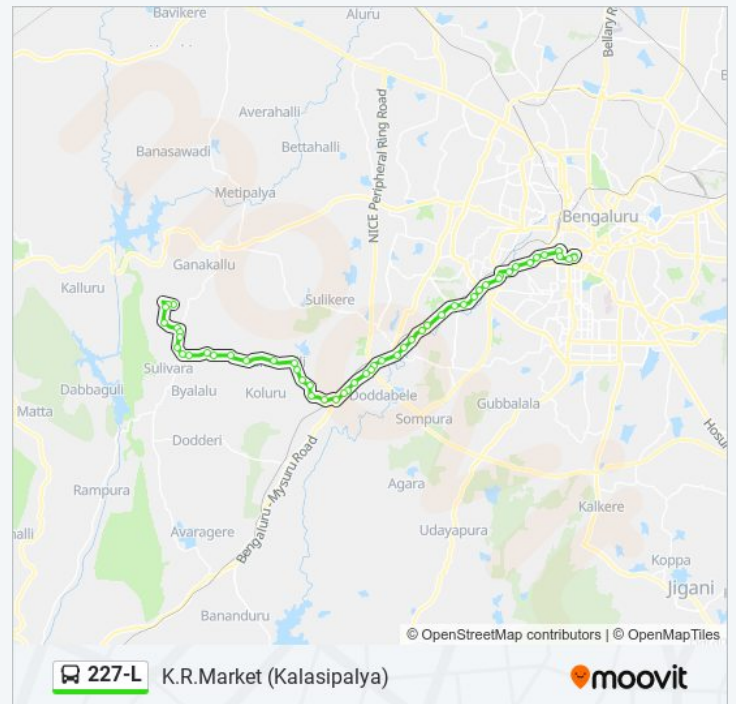 Bavikere
Aluru
Bellary R
Averahalli
Bettahalli
Banasawadi
Metipalya
NICE Peripheral Ring Road
Bengaluru
Ganakallu
Kalluru
Sulikere
Sulivara
Dabbaguli
Byalalu
Koluru
Doddabele
Gubbalala
Matta
Sompura
Hosu
Dodderi
Bengaluru - Mysuru Road
Rampura
Agara
Kalkere
Avaragere
Udayapura
Koppa
Jigani
Bananduru
© OpenStreetMap contributors | © OpenMapTiles
227-L K.R.Market (Kalasipalya) moovit